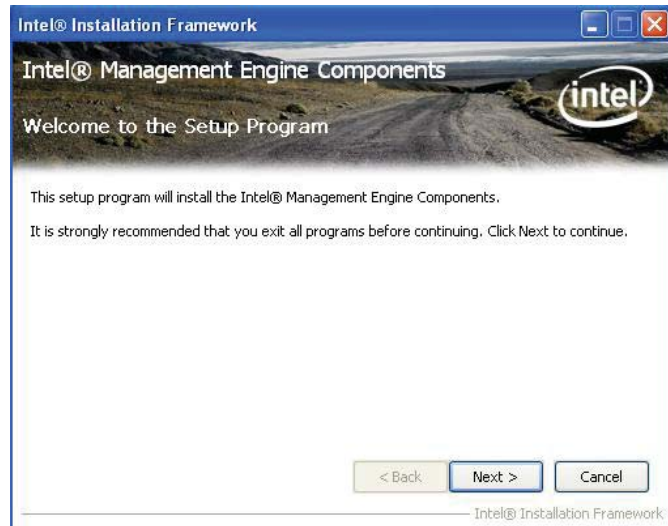 Intel® Installation Framework
Intel® Management Engine Components
intel
Welcome to the Setup Program
This setup program will install the Intel® Management Engine Components.
It is strongly recommended that you exit all programs before continuing. Click Next to continue.
< Back Next > Cancel
Intel® Installation Framework